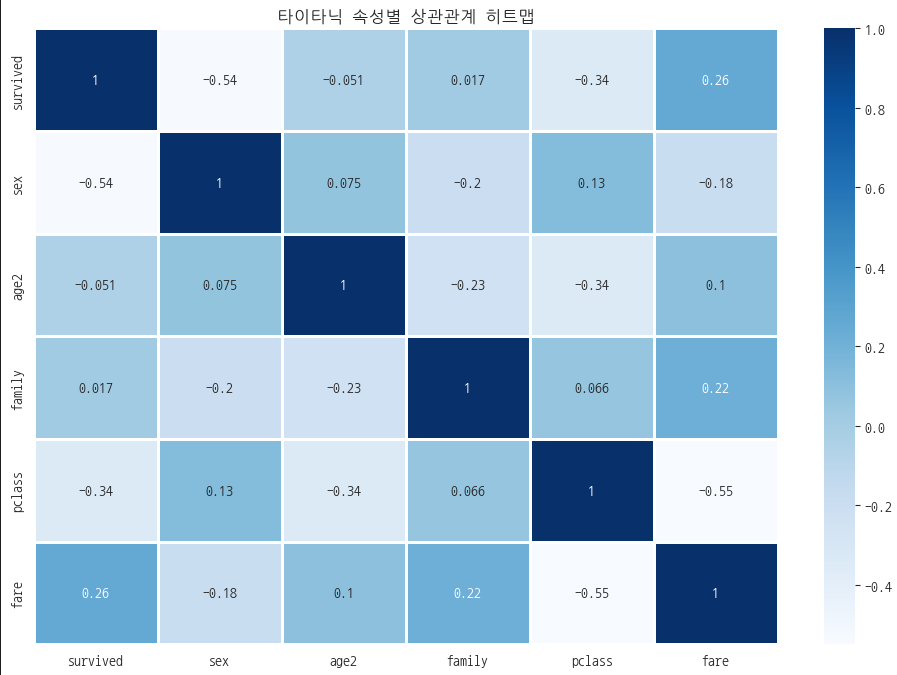 타이타닉 속성별 상관관계 히트맵
survived 1 −0.54 −0.051 0.017 −0.34 0.26
sex −0.54 1 0.075 −0.2 0.13 −0.18
age2 −0.051 0.075 1 −0.23 −0.34 0.1
family 0.017 −0.2 −0.23 1 0.066 0.22
pclass −0.34 0.13 −0.34 0.066 1 −0.55
fare 0.26 −0.18 0.1 0.22 −0.55 1
survived sex age2 family pclass fare
1.0
0.8
0.6
0.4
0.2
0.0
−0.2
−0.4